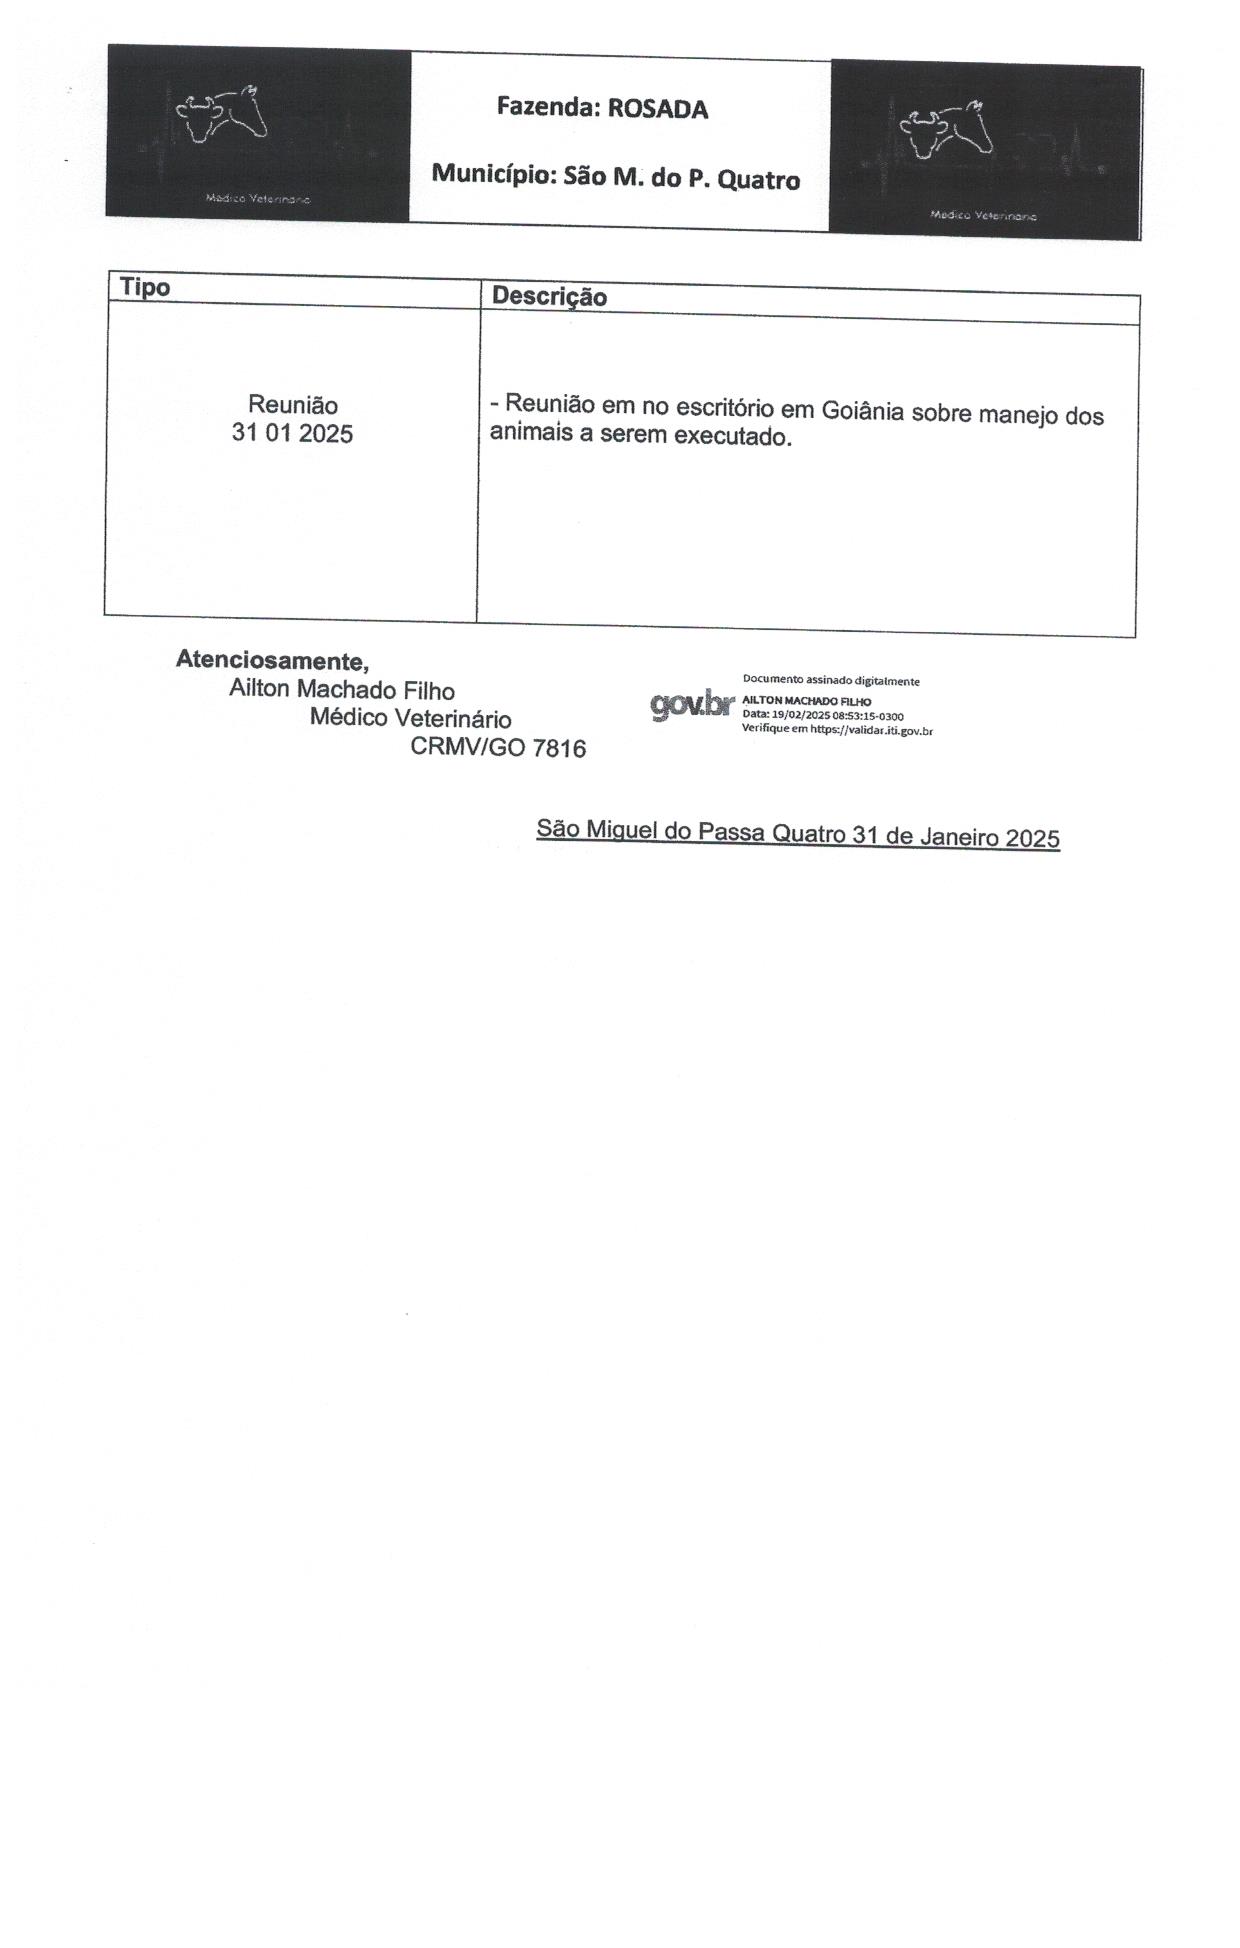 Médico Veterinário
Fazenda: ROSADA
Município: São M. do P. Quatro
Médico Veterinário
Tipo
Descrição
Reunião
31 01 2025
- Reunião em no escritório em Goiânia sobre manejo dos
animais a serem executado.
Atenciosamente,
Ailton Machado Filho
Médico Veterinário
CRMV/GO 7816
gov.br
Documento assinado digitalmente
AILTON MACHADO FILHO
Data: 19/02/2025 08:53:15-0300
Verifique em https://validar.iti.gov.br
São Miguel do Passa Quatro 31 de Janeiro 2025